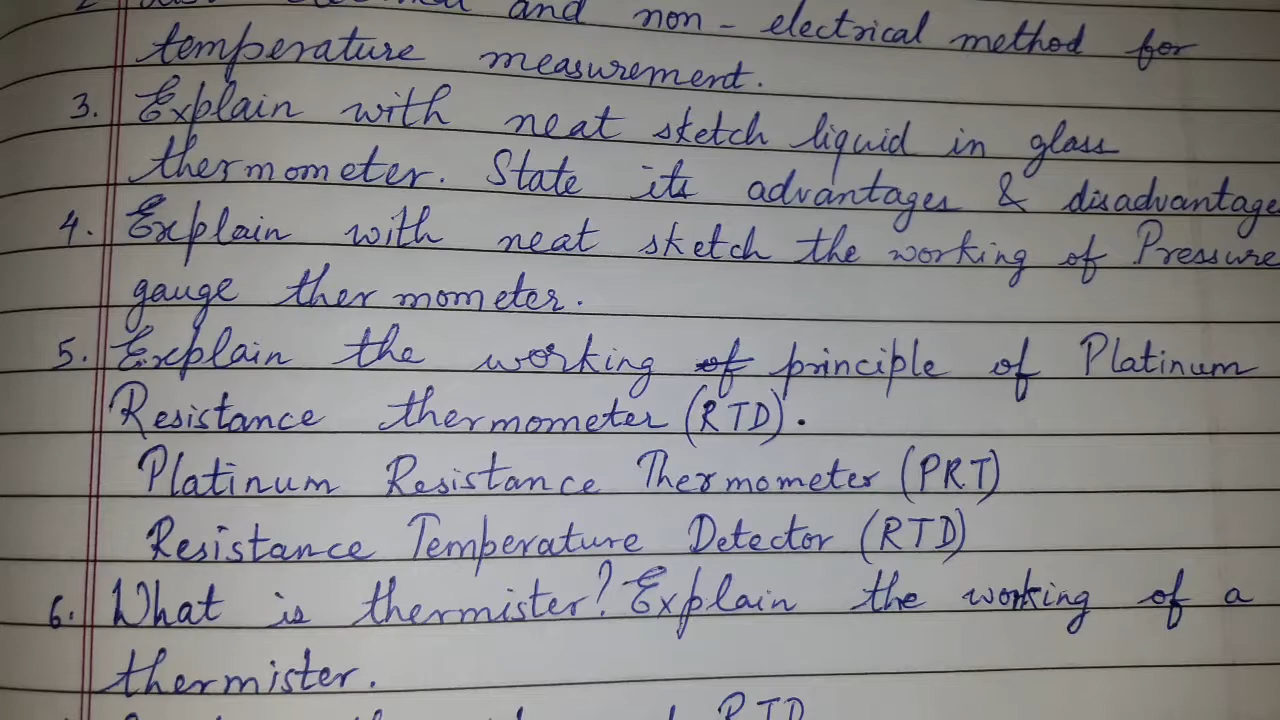 and non - electrical method for
temperature measurement.
3. Explain with neat sketch liquid in glass
thermometer. State its advantages & disadvantage
4. Explain with neat sketch the working of Pressure
gauge thermometer.
5. Explain the working of principle of Platinum
Resistance thermometer (RTD).
Platinum Resistance Thermometer (PRT)
Resistance Temperature Detector (RTD)
6. What is thermister? Explain the working of a
thermister.
RTD